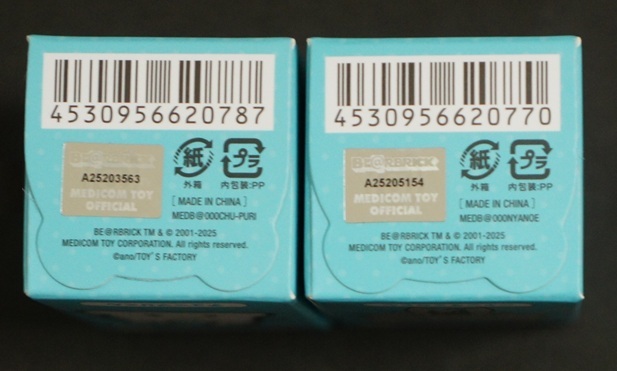 4530956620787
BE@RBRICK
A25203563
MEDICOM TOY
OFFICIAL
紙
外箱
プラ
内包装:PP
[ MADE IN CHINA ]
MEDB@000CHU-PURI
BE@RBRICK TM & © 2001-2025
MEDICOM TOY CORPORATION. All rights reserved.
©ano/TOY'S FACTORY
4530956620770
BE@RBRICK
A25205154
MEDICOM TOY
OFFICIAL
紙
外箱
プラ
内包装:PP
[ MADE IN CHINA ]
MEDB@000NYANOE
BE@RBRICK TM & © 2001-2025
MEDICOM TOY CORPORATION. All rights reserved.
©ano/TOY'S FACTORY